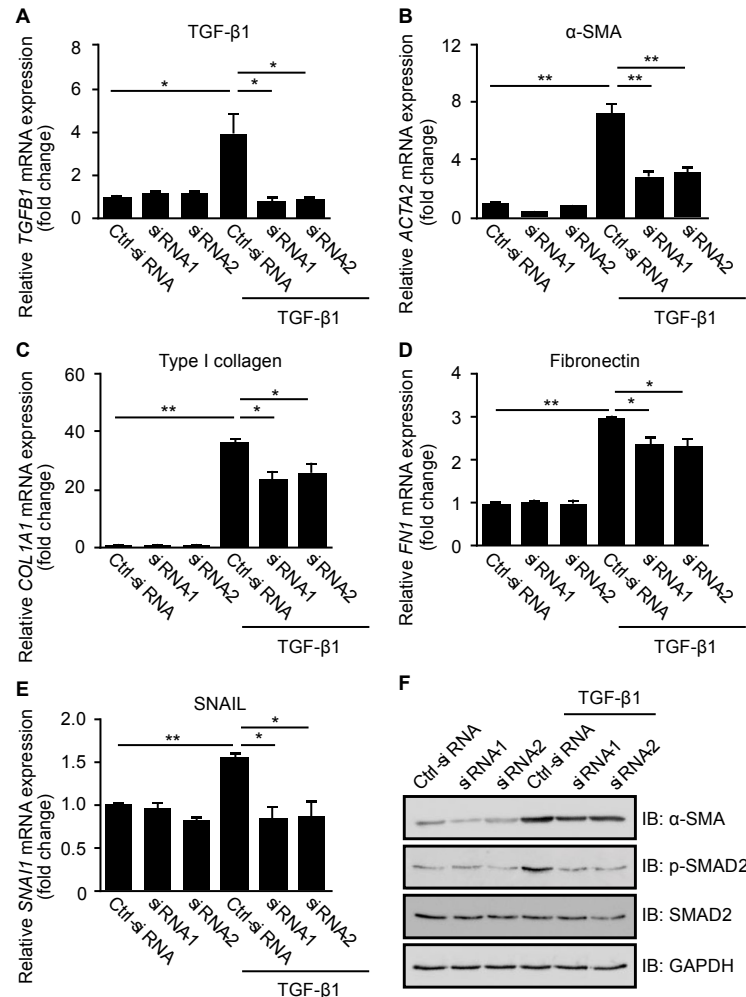 A
TGF-β1
Relative TGFB1 mRNA expression
(fold change)
8
6
4
2
0
*
*
*
Ctrl-siRNA
siRNA1
siRNA2
Ctrl-siRNA
siRNA1
siRNA2
TGF-β1
B
α-SMA
Relative ACTA2 mRNA expression
(fold change)
12
8
4
0
**
**
**
Ctrl-siRNA
siRNA1
siRNA2
Ctrl-siRNA
siRNA1
siRNA2
TGF-β1
C
Type I collagen
Relative COL1A1 mRNA expression
(fold change)
60
40
20
0
**
*
*
Ctrl-siRNA
siRNA1
siRNA2
Ctrl-siRNA
siRNA1
siRNA2
TGF-β1
D
Fibronectin
Relative FN1 mRNA expression
(fold change)
4
3
2
1
0
**
*
*
Ctrl-siRNA
siRNA1
siRNA2
Ctrl-siRNA
siRNA1
siRNA2
TGF-β1
E
SNAIL
Relative SNAI1 mRNA expression
(fold change)
2.0
1.5
1.0
0.5
0
**
*
*
Ctrl-siRNA
siRNA1
siRNA2
Ctrl-siRNA
siRNA1
siRNA2
TGF-β1
F
TGF-β1
Ctrl-siRNA
siRNA1
siRNA2
Ctrl-siRNA
siRNA1
siRNA2
IB: α-SMA
IB: p-SMAD2
IB: SMAD2
IB: GAPDH